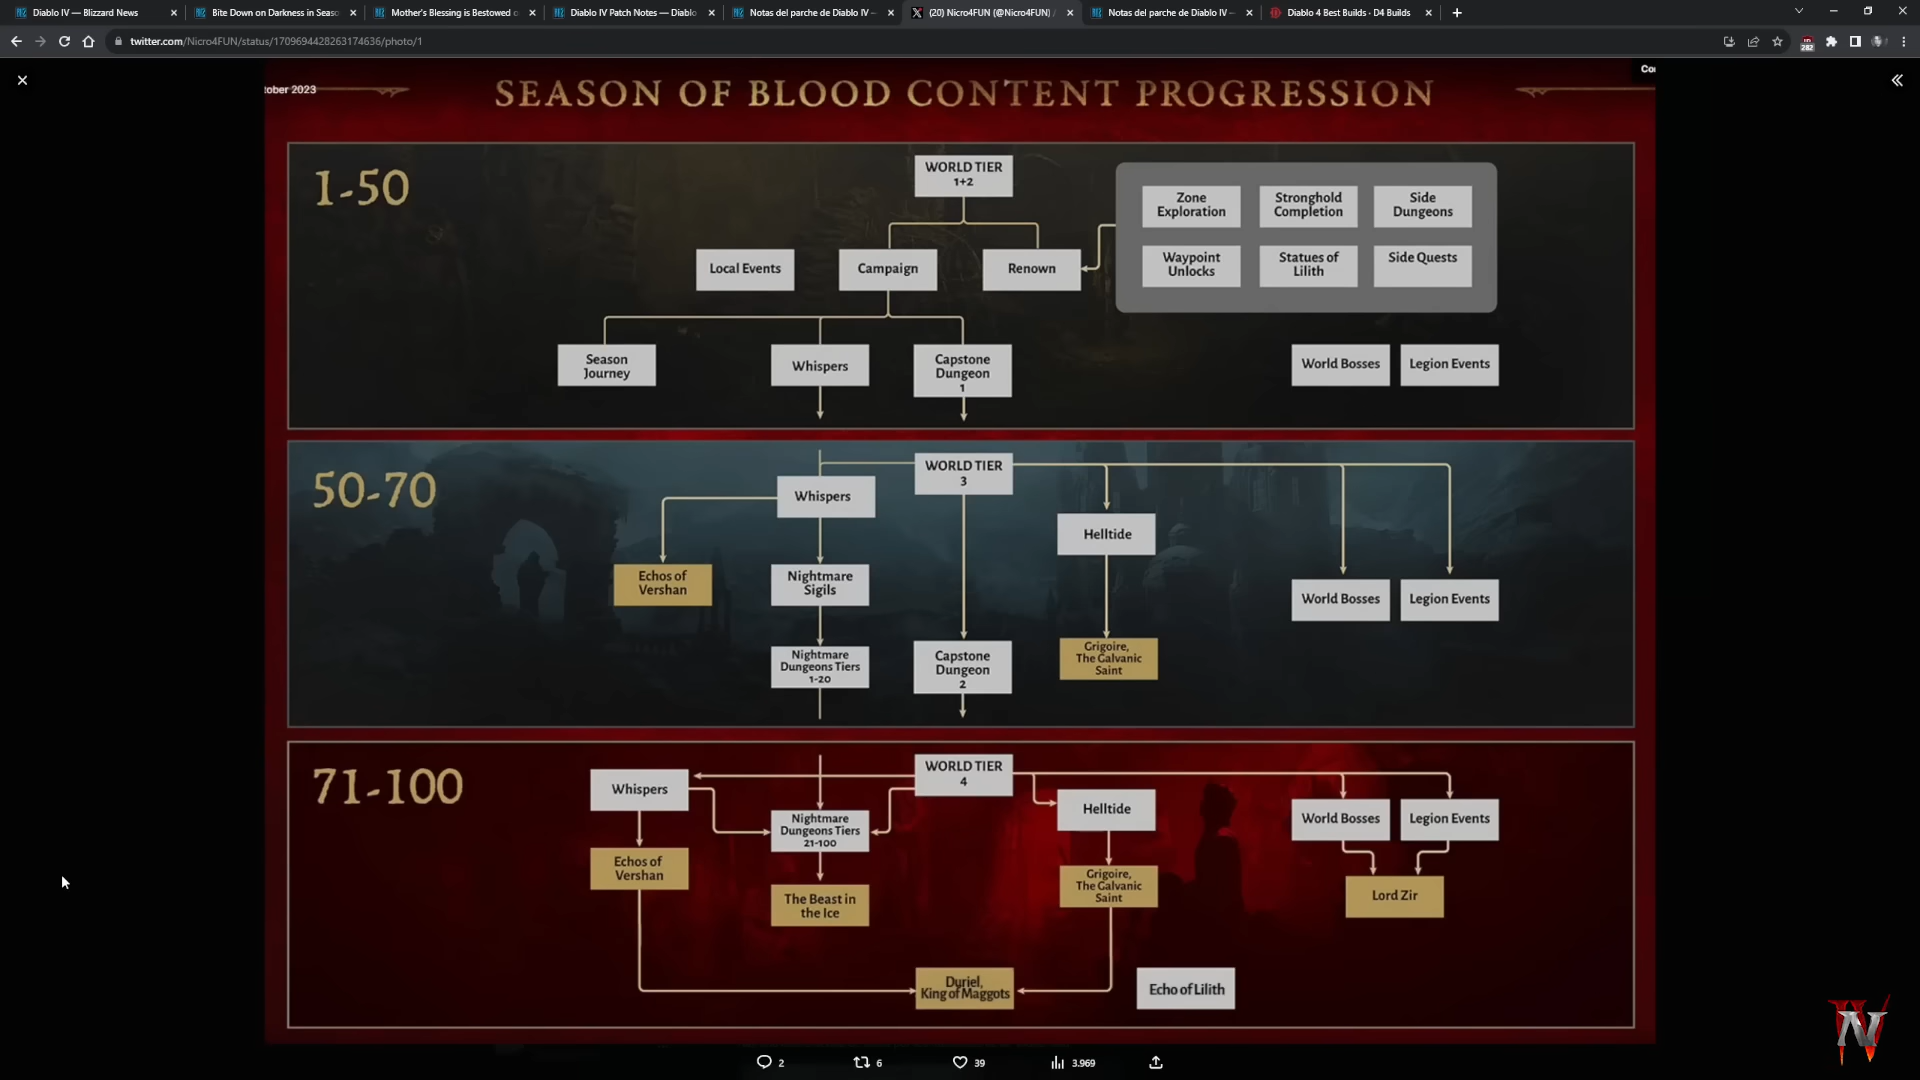 Diablo IV — Blizzard News
Bite Down on Darkness in Seaso
Mother's Blessing is Bestowed o
Diablo IV Patch Notes — Diablo
Notas del parche de Diablo IV —
(20) Nicro4FUN (@Nicro4FUN) /
Notas del parche de Diablo IV —
Diablo 4 Best Builds · D4 Builds
twitter.com/Nicro4FUN/status/1709694428263174636/photo/1
282
tober 2023
SEASON OF BLOOD CONTENT PROGRESSION
1-50
WORLD TIER
1+2
Zone
Exploration
Stronghold
Completion
Side
Dungeons
Waypoint
Unlocks
Statues of
Lilith
Side Quests
Local Events
Campaign
Renown
Season
Journey
Whispers
Capstone
Dungeon
1
World Bosses
Legion Events
50-70
WORLD TIER
3
Whispers
Helltide
Echos of
Vershan
Nightmare
Sigils
World Bosses
Legion Events
Nightmare
Dungeons Tiers
1-20
Capstone
Dungeon
2
Grigoire,
The Galvanic
Saint
71-100
WORLD TIER
4
Whispers
Nightmare
Dungeons Tiers
21-100
Helltide
World Bosses
Legion Events
Echos of
Vershan
The Beast in
the Ice
Grigoire,
The Galvanic
Saint
Lord Zir
Duriel,
King of Maggots
Echo of Lilith
2
6
39
3.969